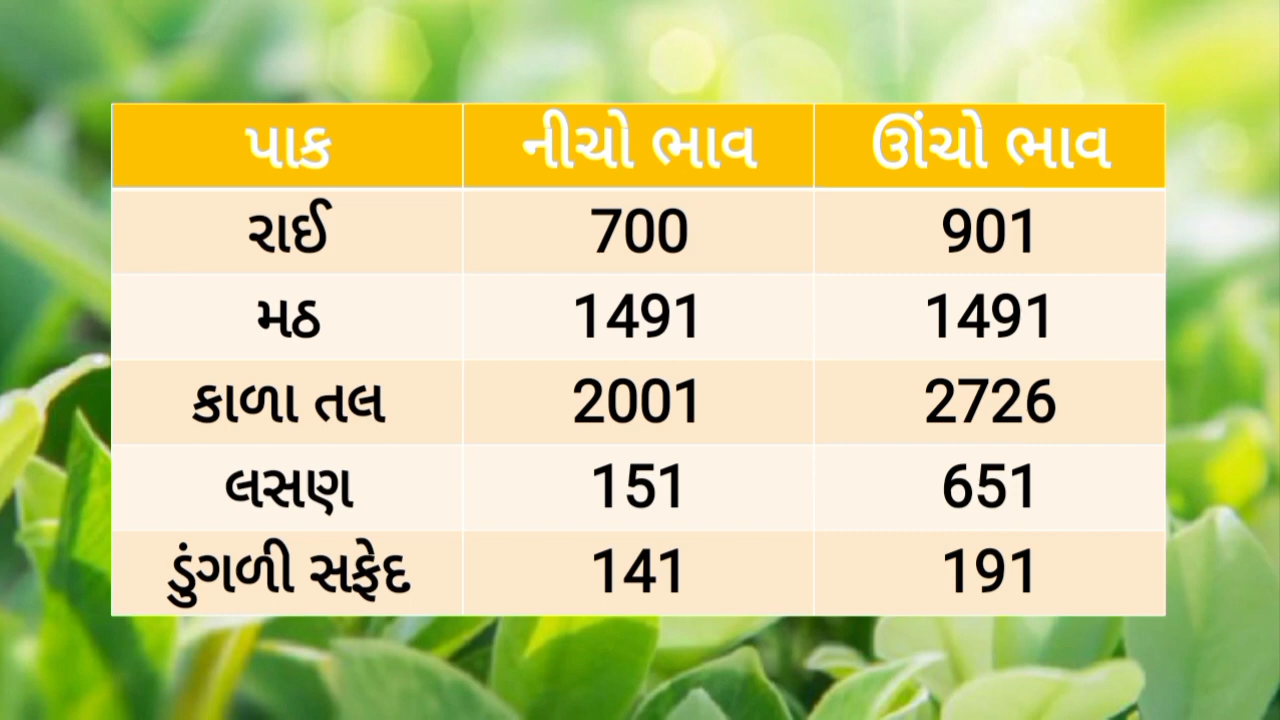 પાક નીચો ભાવ ઊંચો ભાવ
રાઈ 700 901
મઠ 1491 1491
કાળા તલ 2001 2726
લસણ 151 651
ડુંગળી સફેદ 141 191